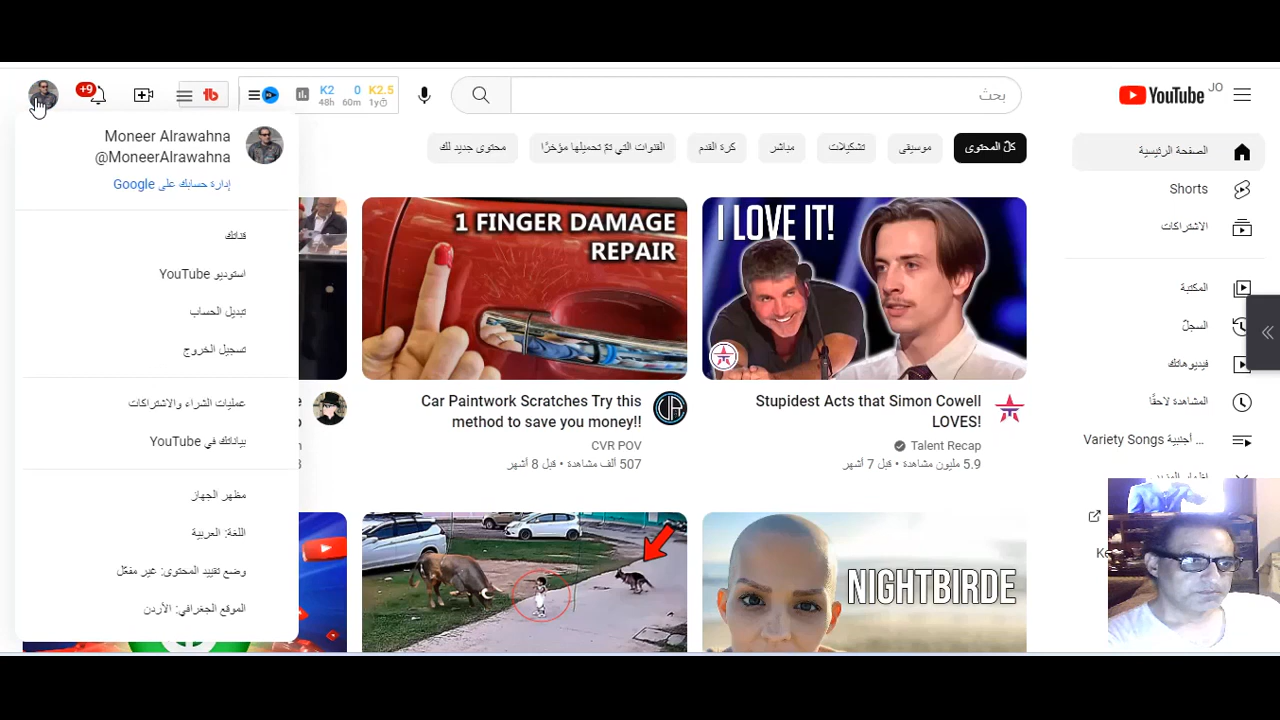 YouTube JO
بحث
K2 0 K2.5
48h 60m 1y
+9
كلّ المحتوى
موسيقى
تشكيلات
مباشر
كرة القدم
القنوات التي تمّ تحميلها مؤخرًا
محتوى جديد لك
الصفحة الرئيسية
Shorts
الاشتراكات
المكتبة
السجلّ
فيديوهاتك
المشاهدة لاحقًا
Variety Songs أجنبية ...
Moneer Alrawahna
@MoneerAlrawahna
إدارة حسابك على Google
قناتك
استوديو YouTube
تبديل الحساب
تسجيل الخروج
عمليات الشراء والاشتراكات
بياناتك في YouTube
مظهر الجهاز
اللغة: العربية
وضع تقييد المحتوى: غير مفعّل
الموقع الجغرافي: الأردن
I LOVE IT!
Stupidest Acts that Simon Cowell
LOVES!
Talent Recap
5.9 مليون مشاهدة • قبل 7 أشهر
1 FINGER DAMAGE
REPAIR
Car Paintwork Scratches Try this
method to save you money!!
CVR POV
507 ألف مشاهدة • قبل 8 أشهر
NIGHTBIRDE